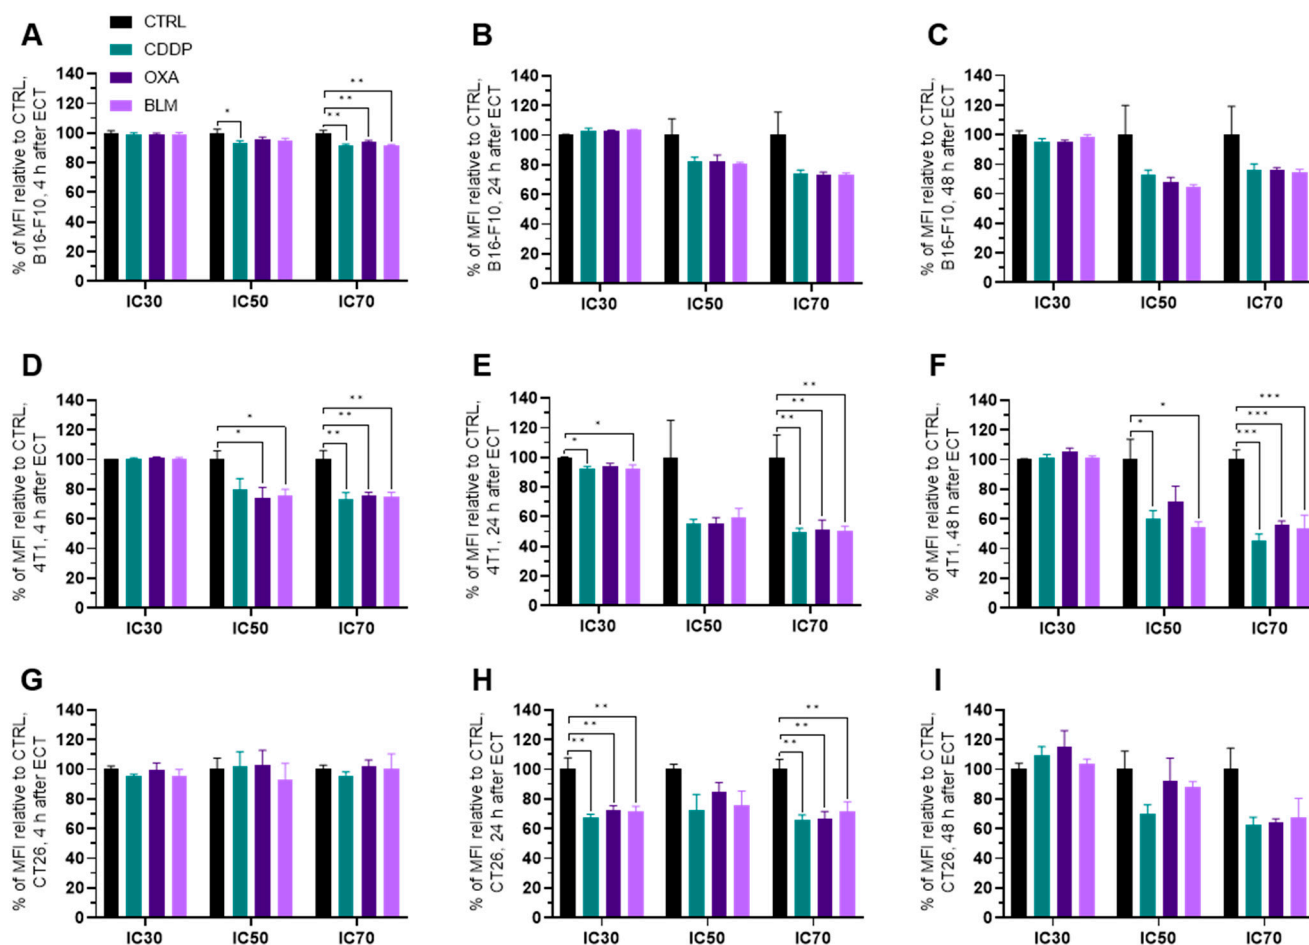 CTRL
CDDP
OXA
BLM
A
% of MFI relative to CTRL,
B16-F10, 4 h after ECT
140
120
100
80
60
40
20
0
*
**
**
**
IC30 IC50 IC70
B
% of MFI relative to CTRL,
B16-F10, 24 h after ECT
140
120
100
80
60
40
20
0
IC30 IC50 IC70
C
% of MFI relative to CTRL,
B16-F10, 48 h after ECT
140
120
100
80
60
40
20
0
IC30 IC50 IC70
D
% of MFI relative to CTRL,
4T1, 4 h after ECT
140
120
100
80
60
40
20
0
*
*
**
**
**
IC30 IC50 IC70
E
% of MFI relative to CTRL,
4T1, 24 h after ECT
140
120
100
80
60
40
20
0
*
*
**
**
**
IC30 IC50 IC70
F
% of MFI relative to CTRL,
4T1, 48 h after ECT
140
120
100
80
60
40
20
0
*
*
***
***
***
IC30 IC50 IC70
G
% of MFI relative to CTRL,
CT26, 4 h after ECT
140
120
100
80
60
40
20
0
IC30 IC50 IC70
H
% of MFI relative to CTRL,
CT26, 24 h after ECT
140
120
100
80
60
40
20
0
**
**
**
**
**
**
IC30 IC50 IC70
I
% of MFI relative to CTRL,
CT26, 48 h after ECT
140
120
100
80
60
40
20
0
IC30 IC50 IC70